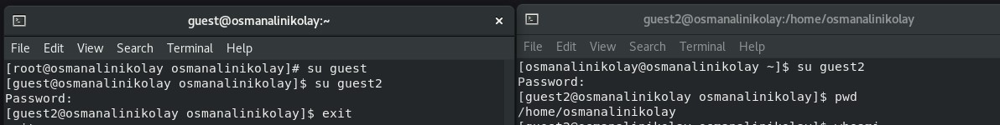 guest@osmanalinikolay:~
File Edit View Search Terminal Help
[root@osmanalinikolay osmanalinikolay]# su guest
[guest@osmanalinikolay osmanalinikolay]$ su guest2
Password:
[guest2@osmanalinikolay osmanalinikolay]$ exit
guest2@osmanalinikolay:/home/osmanalinikolay
File Edit View Search Terminal Help
[osmanalinikolay@osmanalinikolay ~]$ su guest2
Password:
[guest2@osmanalinikolay osmanalinikolay]$ pwd
/home/osmanalinikolay